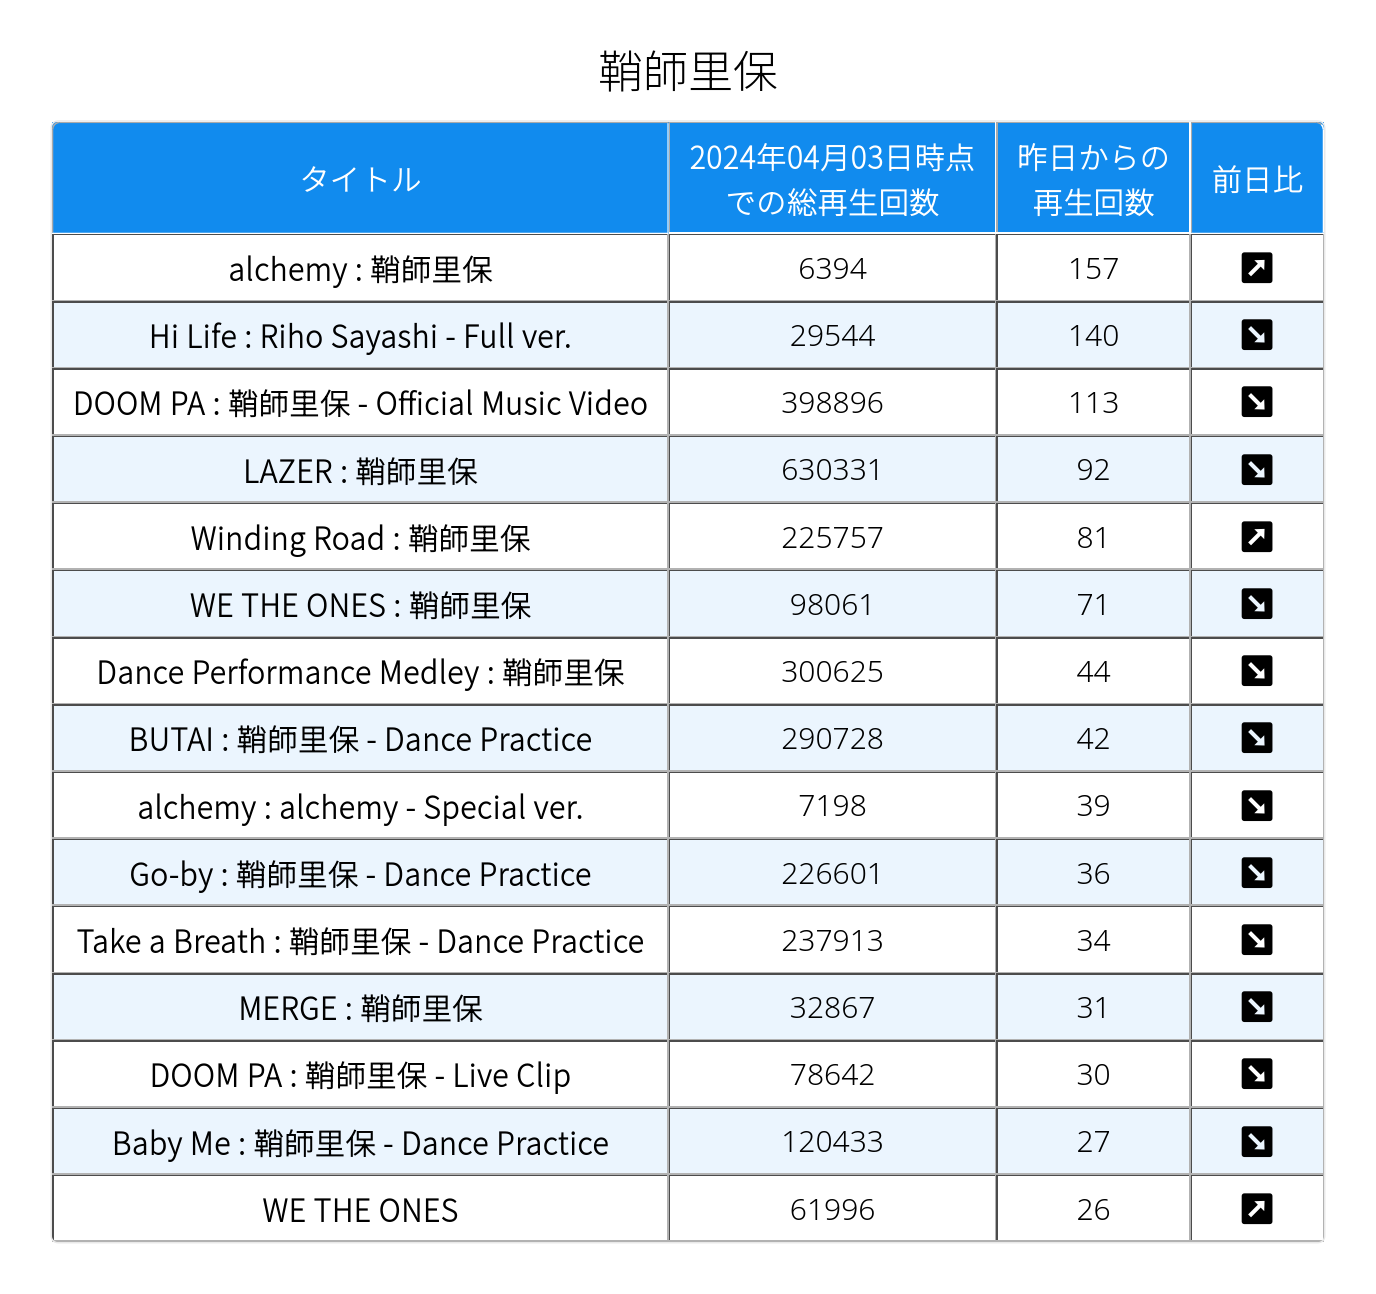 鞘師里保
タイトル
2024年04月03日時点
での総再生回数
昨日からの
再生回数
前日比
alchemy : 鞘師里保 6394 157
Hi Life : Riho Sayashi - Full ver. 29544 140
DOOM PA : 鞘師里保 - Official Music Video 398896 113
LAZER : 鞘師里保 630331 92
Winding Road : 鞘師里保 225757 81
WE THE ONES : 鞘師里保 98061 71
Dance Performance Medley : 鞘師里保 300625 44
BUTAI : 鞘師里保 - Dance Practice 290728 42
alchemy : alchemy - Special ver. 7198 39
Go-by : 鞘師里保 - Dance Practice 226601 36
Take a Breath : 鞘師里保 - Dance Practice 237913 34
MERGE : 鞘師里保 32867 31
DOOM PA : 鞘師里保 - Live Clip 78642 30
Baby Me : 鞘師里保 - Dance Practice 120433 27
WE THE ONES 61996 26